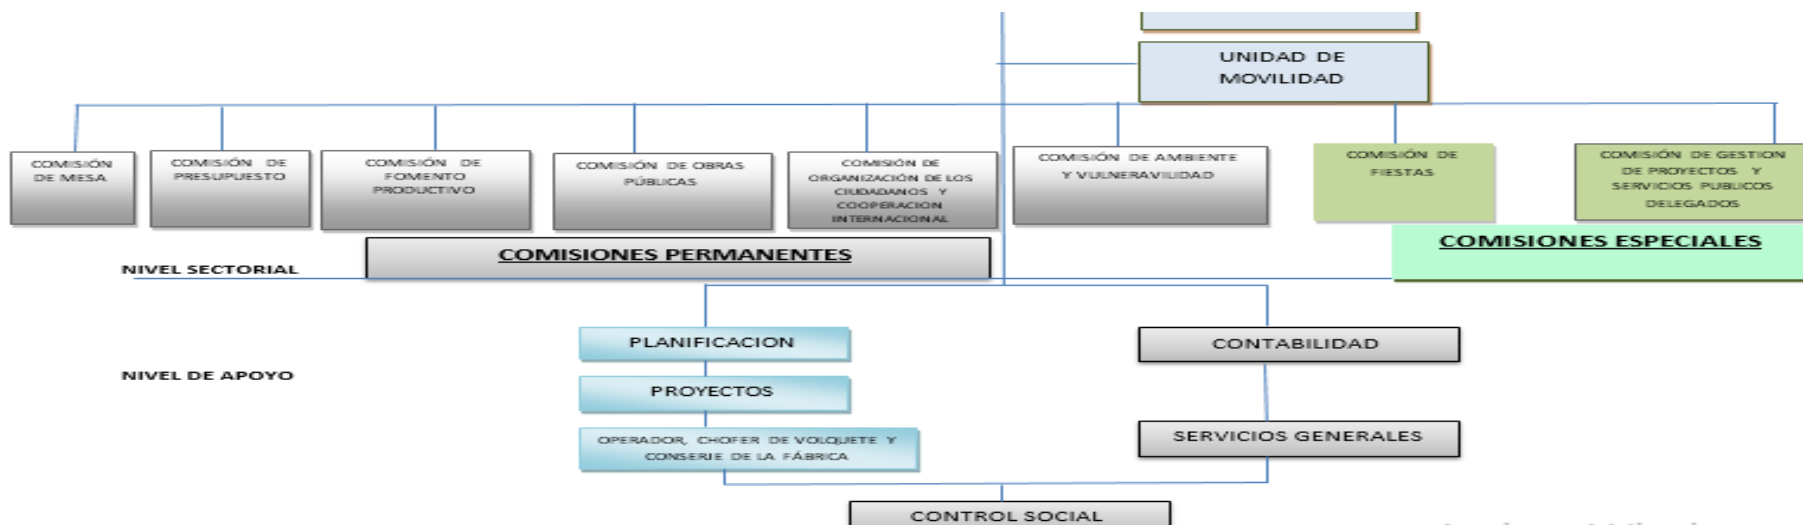 UNIDAD DE
MOVILIDAD
COMISIÓN
DE MESA
COMISIÓN DE
PRESUPUESTO
COMISIÓN DE
FOMENTO
PRODUCTIVO
COMISIÓN DE OBRAS
PÚBLICAS
COMISIÓN DE
ORGANIZACIÓN DE LOS
CIUDADANOS Y
COOPERACION
INTERNACIONAL
COMISIÓN DE AMBIENTE
Y VULNERAVILIDAD
COMISIÓN DE
FIESTAS
COMISIÓN DE GESTION
DE PROYECTOS Y
SERVICIOS PUBLICOS
DELEGADOS
COMISIONES PERMANENTES
COMISIONES ESPECIALES
NIVEL SECTORIAL
PLANIFICACION
CONTABILIDAD
NIVEL DE APOYO
PROYECTOS
OPERADOR, CHOFER DE VOLQUETE Y
CONSERJE DE LA FÁBRICA
SERVICIOS GENERALES
CONTROL SOCIAL